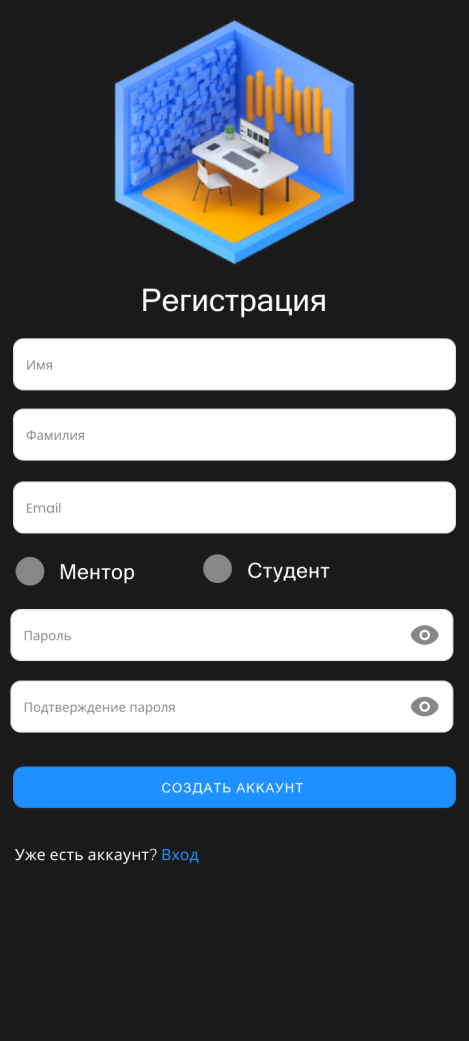 Регистрация
Имя
Фамилия
Email
Ментор Студент
Пароль
Подтверждение пароля
СОЗДАТЬ АККАУНТ
Уже есть аккаунт? Вход